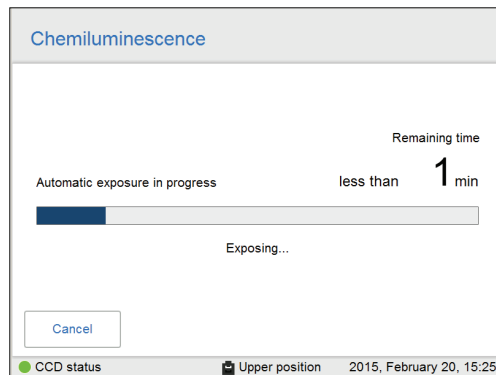 Chemiluminescence
Remaining time
Automatic exposure in progress less than 1 min
Exposing...
Cancel
CCD status Upper position 2015, February 20, 15:25